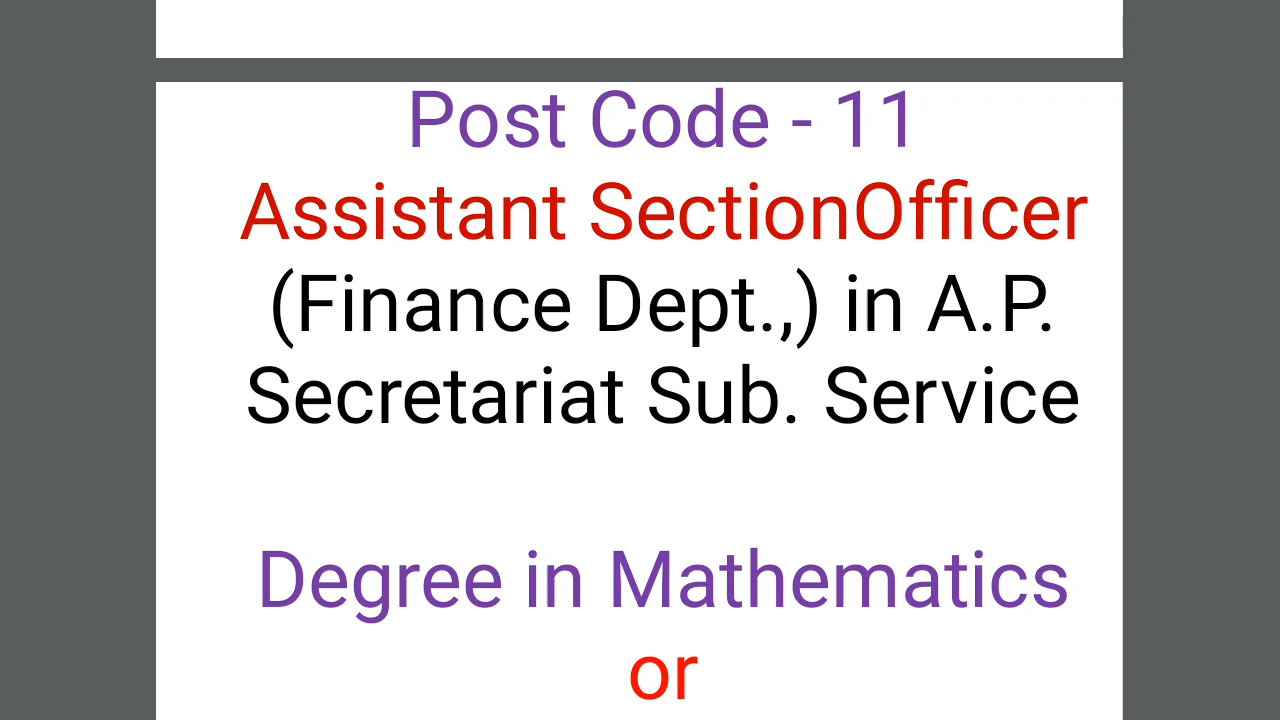 Post Code - 11
Assistant SectionOfficer
(Finance Dept.,) in A.P.
Secretariat Sub. Service
Degree in Mathematics
or